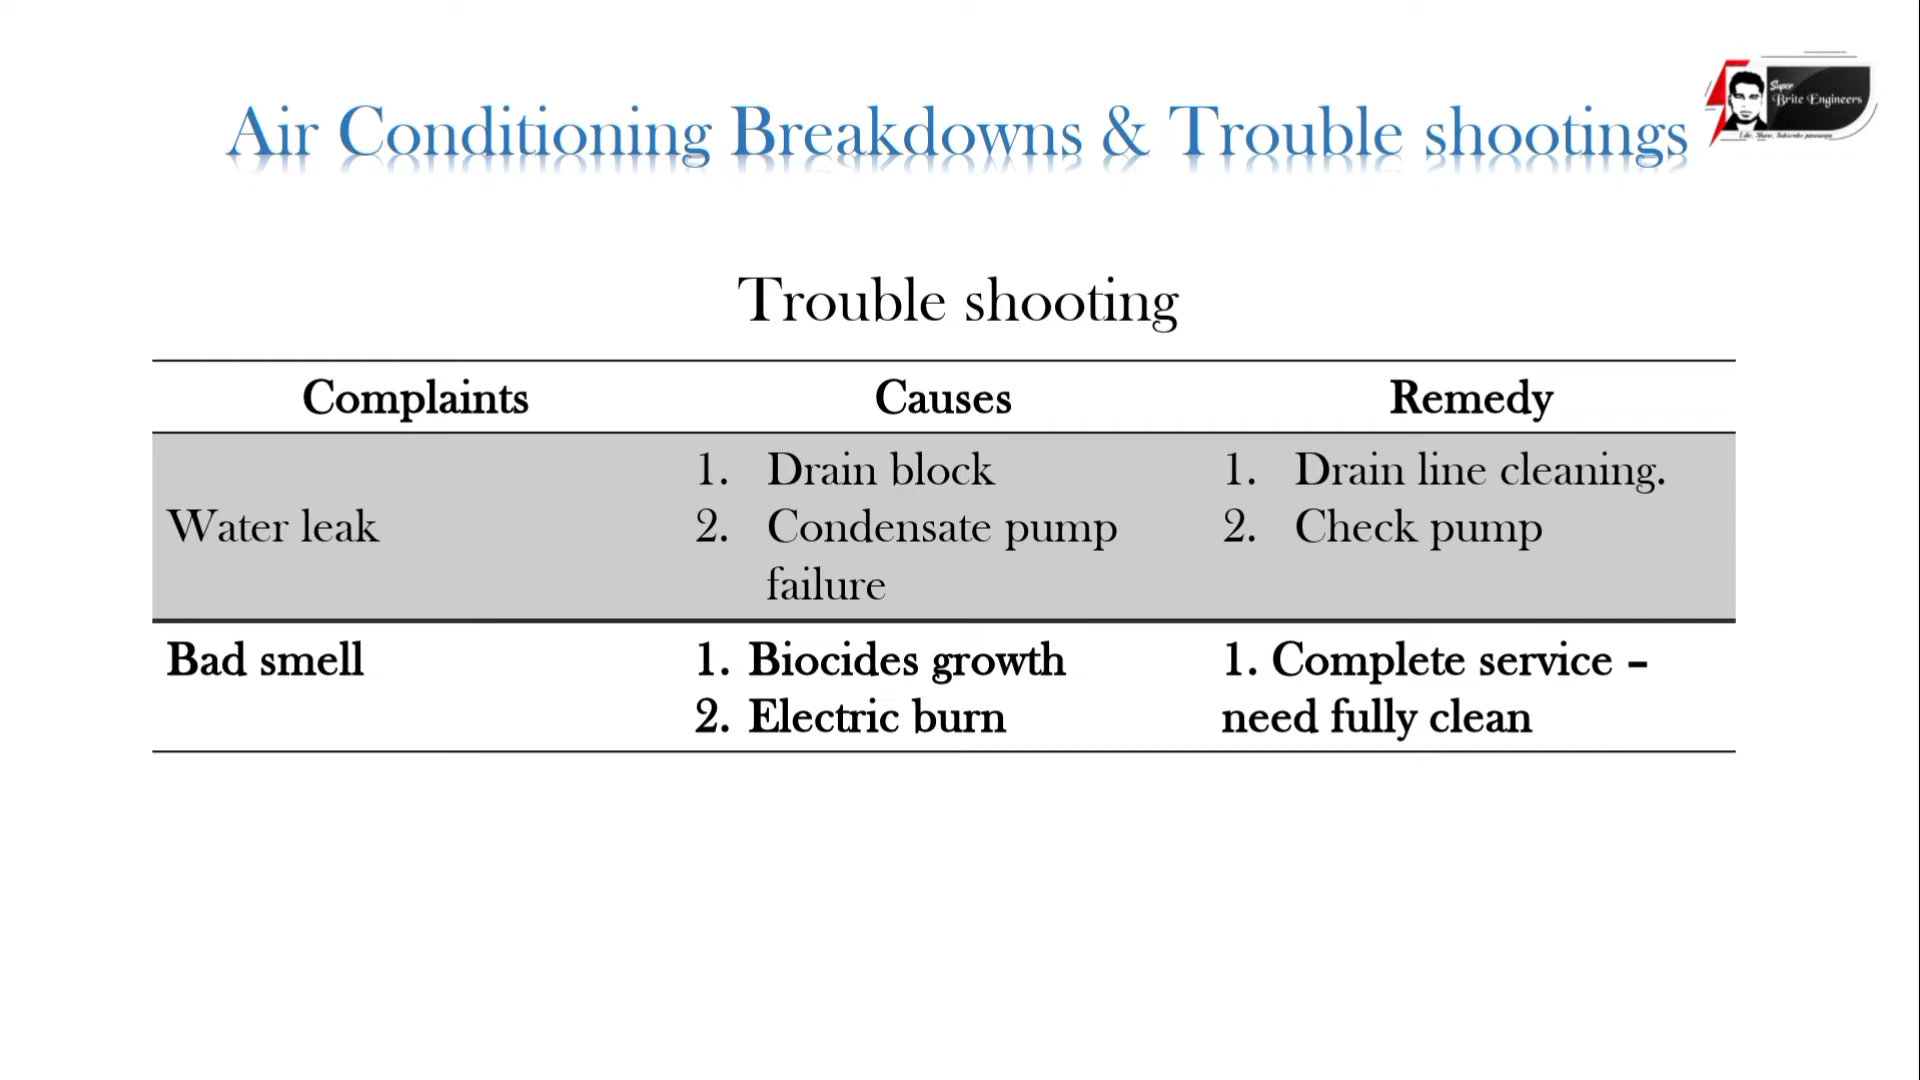 Air Conditioning Breakdowns & Trouble shootings
Super
Brite Engineers
Trouble shooting
Complaints Causes Remedy
Water leak
1. Drain block
2. Condensate pump
failure
1. Drain line cleaning.
2. Check pump
Bad smell
1. Biocides growth
2. Electric burn
1. Complete service –
need fully clean